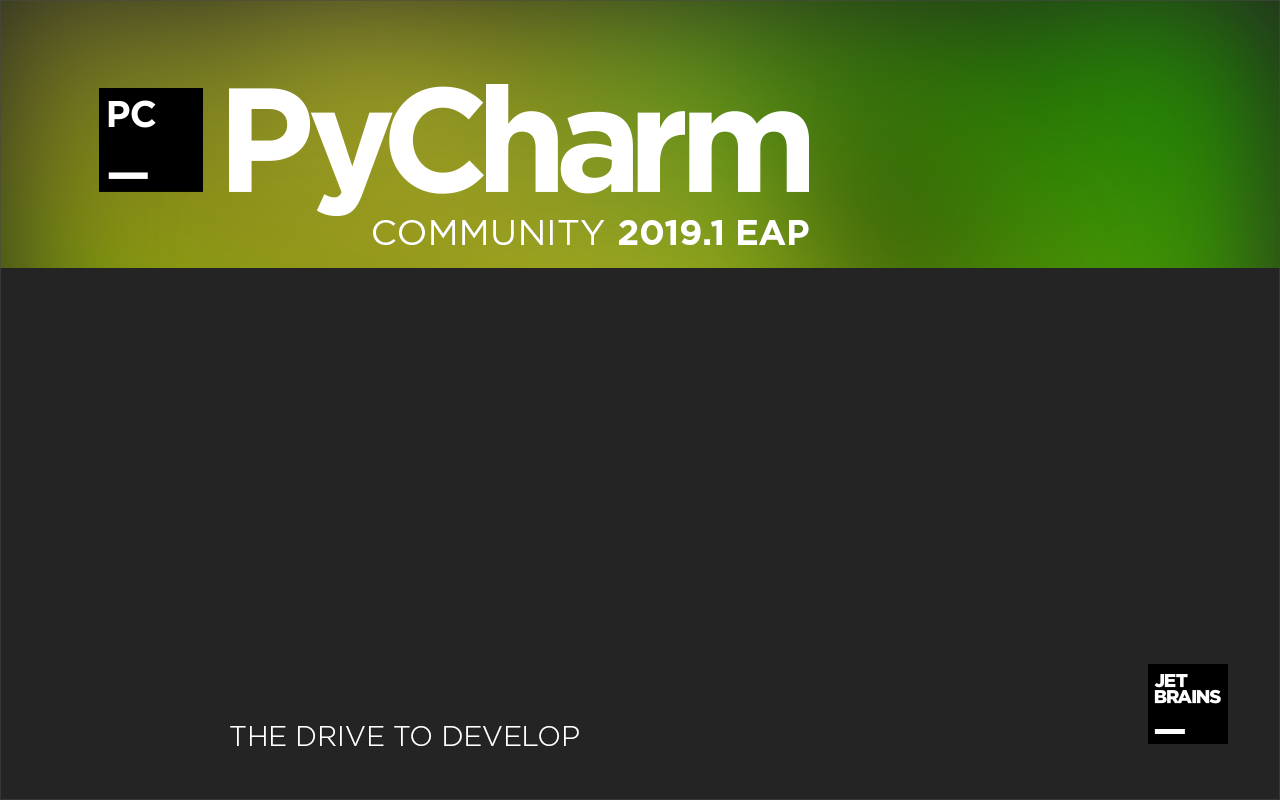 PC
PyCharm
COMMUNITY 2019.1 EAP
THE DRIVE TO DEVELOP
JET
BRAINS